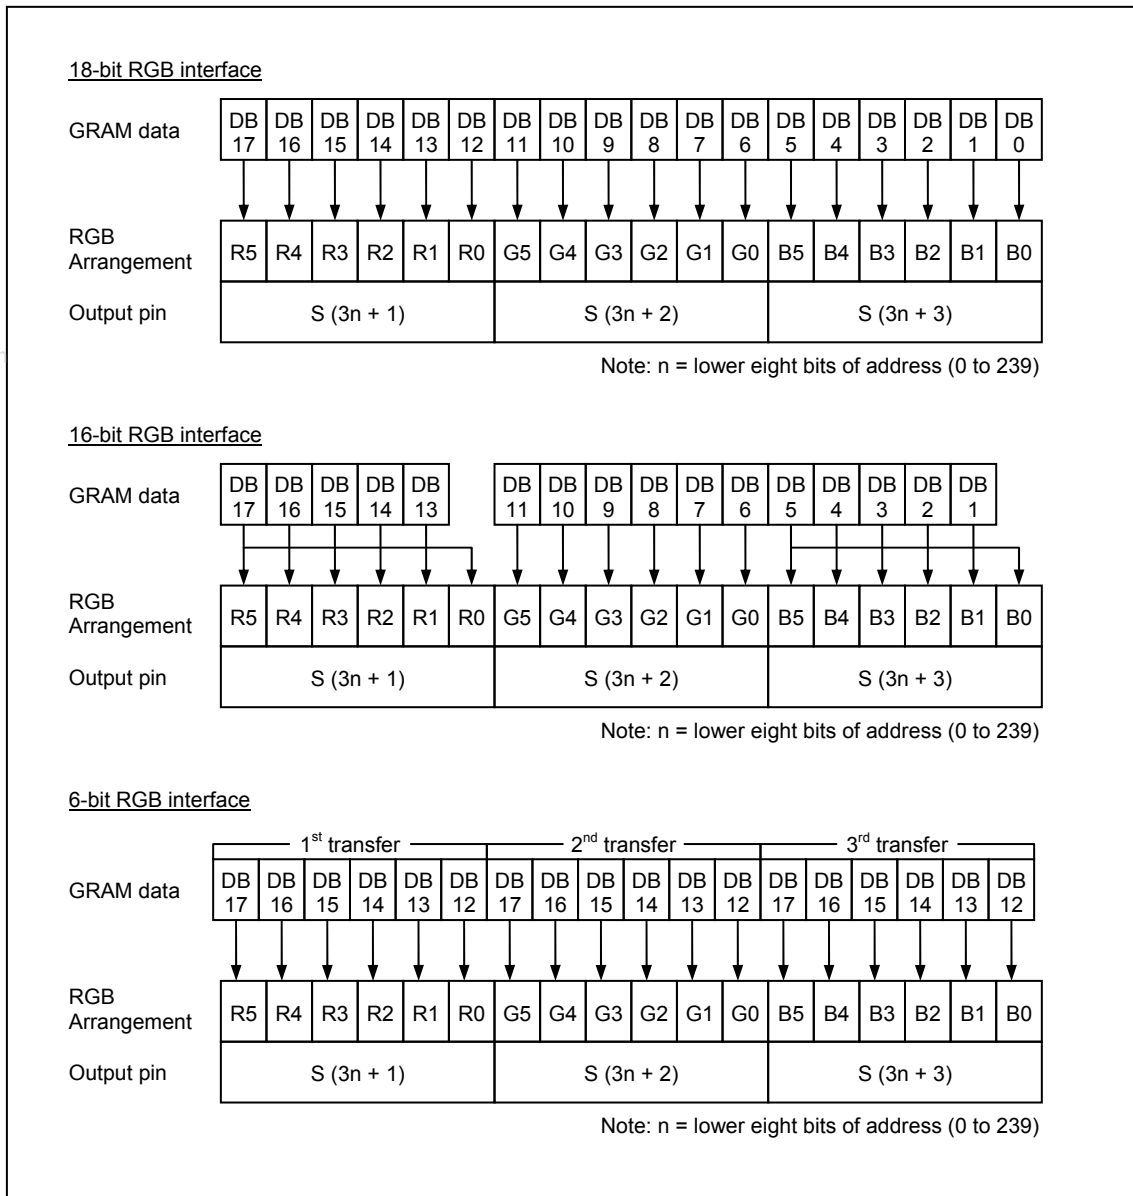 18-bit RGB interface
GRAM data DB 17 DB 16 DB 15 DB 14 DB 13 DB 12 DB 11 DB 10 DB 9 DB 8 DB 7 DB 6 DB 5 DB 4 DB 3 DB 2 DB 1 DB 0
RGB Arrangement R5 R4 R3 R2 R1 R0 G5 G4 G3 G2 G1 G0 B5 B4 B3 B2 B1 B0
Output pin S (3n + 1) S (3n + 2) S (3n + 3)
Note: n = lower eight bits of address (0 to 239)
16-bit RGB interface
GRAM data DB 17 DB 16 DB 15 DB 14 DB 13 DB 11 DB 10 DB 9 DB 8 DB 7 DB 6 DB 5 DB 4 DB 3 DB 2 DB 1
RGB Arrangement R5 R4 R3 R2 R1 R0 G5 G4 G3 G2 G1 G0 B5 B4 B3 B2 B1 B0
Output pin S (3n + 1) S (3n + 2) S (3n + 3)
Note: n = lower eight bits of address (0 to 239)
6-bit RGB interface
1st transfer 2nd transfer 3rd transfer
GRAM data DB 17 DB 16 DB 15 DB 14 DB 13 DB 12 DB 17 DB 16 DB 15 DB 14 DB 13 DB 12 DB 17 DB 16 DB 15 DB 14 DB 13 DB 12
RGB Arrangement R5 R4 R3 R2 R1 R0 G5 G4 G3 G2 G1 G0 B5 B4 B3 B2 B1 B0
Output pin S (3n + 1) S (3n + 2) S (3n + 3)
Note: n = lower eight bits of address (0 to 239)